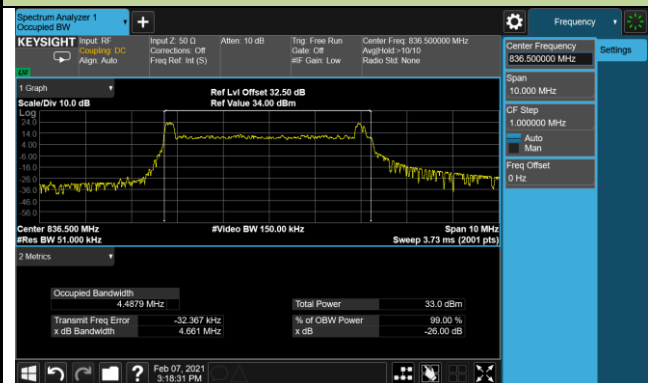 Spectrum Analyzer 1
Occupied BW
Frequency
KEYSIGHT
Input: RF
Coupling: DC
Align: Auto
Input Z: 50 Ω
Corrections: Off
Freq Ref: Int (S)
Atten: 10 dB
Trig: Free Run
Gate: Off
#IF Gain: Low
Center Freq: 836.500000 MHz
Avg|Hold:>10/10
Radio Std: None
Center Frequency
836.500000 MHz
Settings
Span
10.000 MHz
CF Step
1.000000 MHz
Auto
Man
Freq Offset
0 Hz
1 Graph
Scale/Div 10.0 dB
Ref Lvl Offset 32.50 dB
Ref Value 34.00 dBm
Log
24.0
14.0
4.00
-6.00
-16.0
-26.0
-36.0
-46.0
-56.0
Center 836.500 MHz
#Video BW 150.00 kHz
Span 10 MHz
#Res BW 51.000 kHz
Sweep 3.73 ms (2001 pts)
2 Metrics
Occupied Bandwidth
4.4879 MHz
Total Power
33.0 dBm
Transmit Freq Error
-32.367 kHz
% of OBW Power
99.00 %
x dB Bandwidth
4.661 MHz
x dB
-26.00 dB
Feb 07, 2021
3:18:31 PM